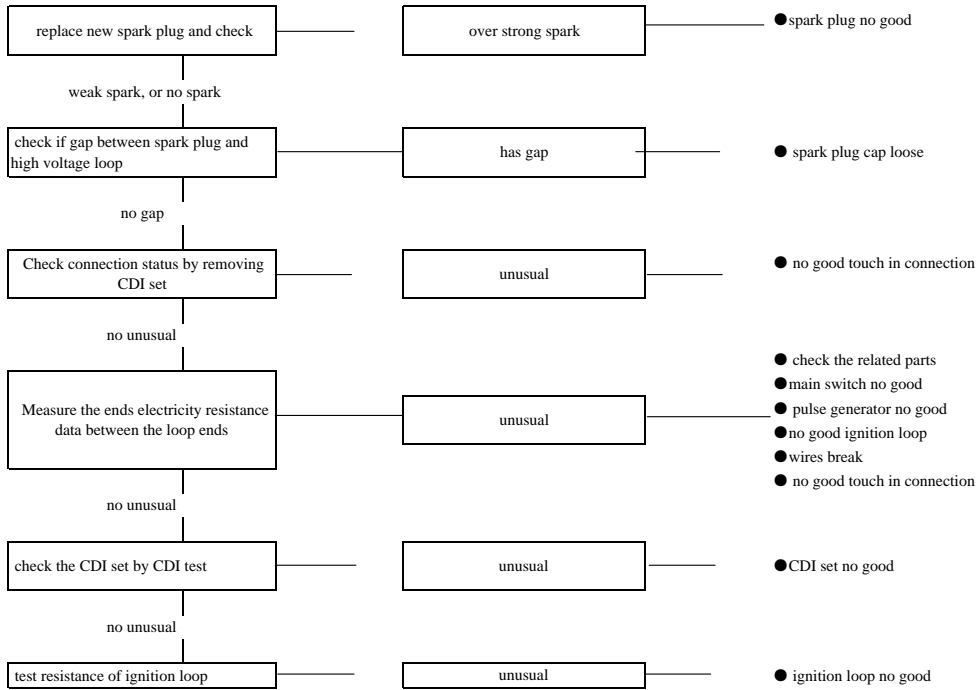 replace new spark plug and check
over strong spark
●spark plug no good
weak spark, or no spark
check if gap between spark plug and
high voltage loop
has gap
● spark plug cap loose
no gap
Check connection status by removing
CDI set
unusual
● no good touch in connection
no unusual
Measure the ends electricity resistance
data between the loop ends
unusual
● check the related parts
●main switch no good
● pulse generator no good
●no good ignition loop
●wires break
● no good touch in connection
no unusual
check the CDI set by CDI test
unusual
●CDI set no good
no unusual
test resistance of ignition loop
unusual
● ignition loop no good